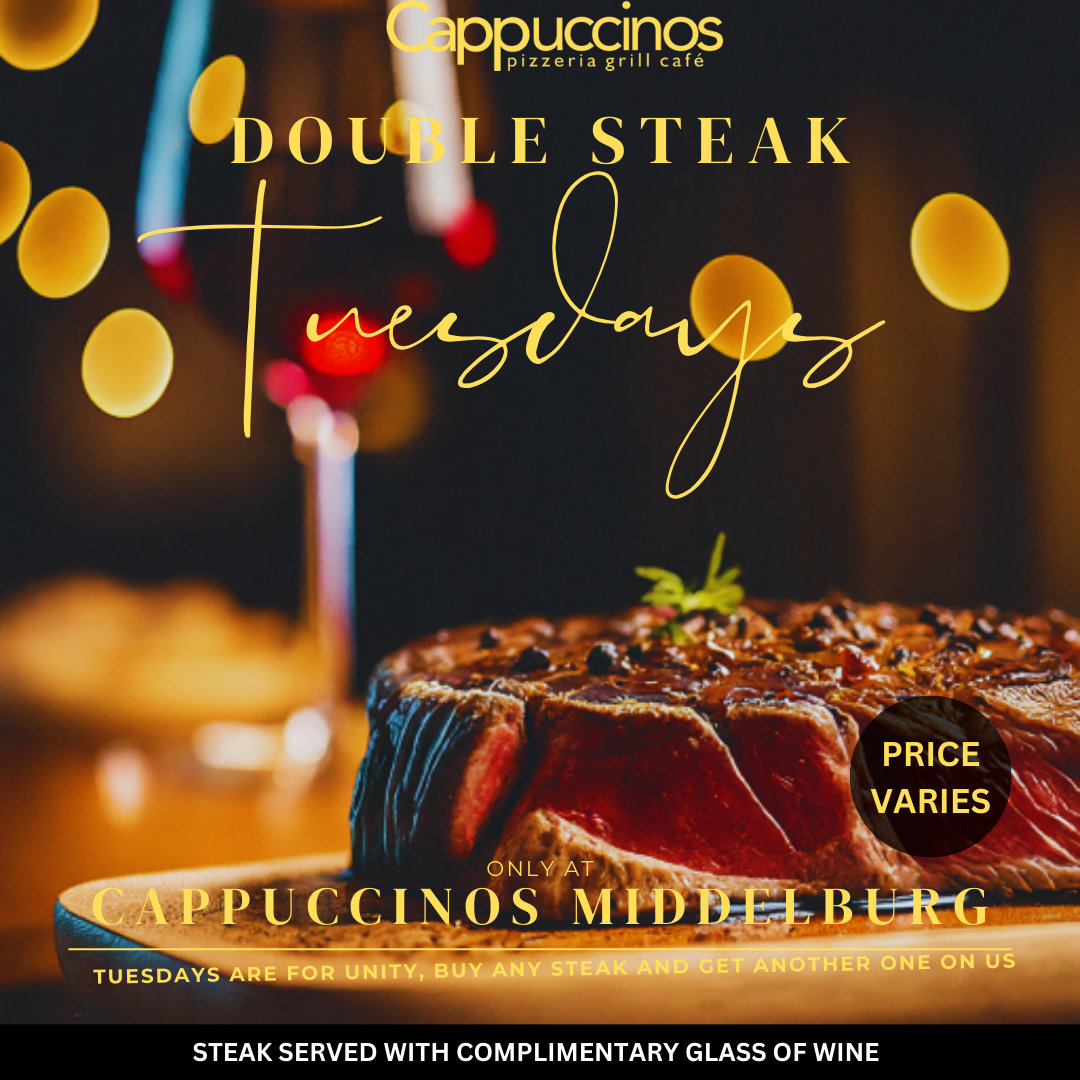 Cappuccinos
pizzeria grill café
DOUBLE STEAK
Tuesdays
PRICE
VARIES
ONLY AT
CAPPUCCINOS MIDDELBURG
TUESDAYS ARE FOR UNITY, BUY ANY STEAK AND GET ANOTHER ONE ON US
STEAK SERVED WITH COMPLIMENTARY GLASS OF WINE